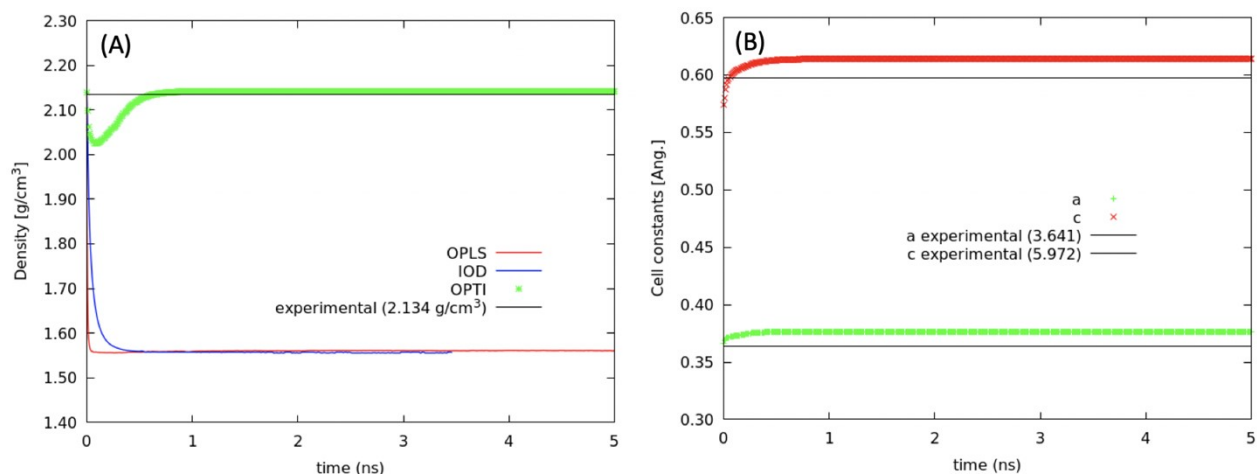 (A)
2.30
2.20
2.10
2.00
1.90
1.80
1.70
1.60
1.50
1.40
Density [g/cm³]
OPLS
IOD
OPTI
experimental (2.134 g/cm³)
0 1 2 3 4 5
time (ns)
(B)
0.65
0.60
0.55
0.50
0.45
0.40
0.35
0.30
Cell constants [Ang.]
a
c
a experimental (3.641)
c experimental (5.972)
0 1 2 3 4 5
time (ns)